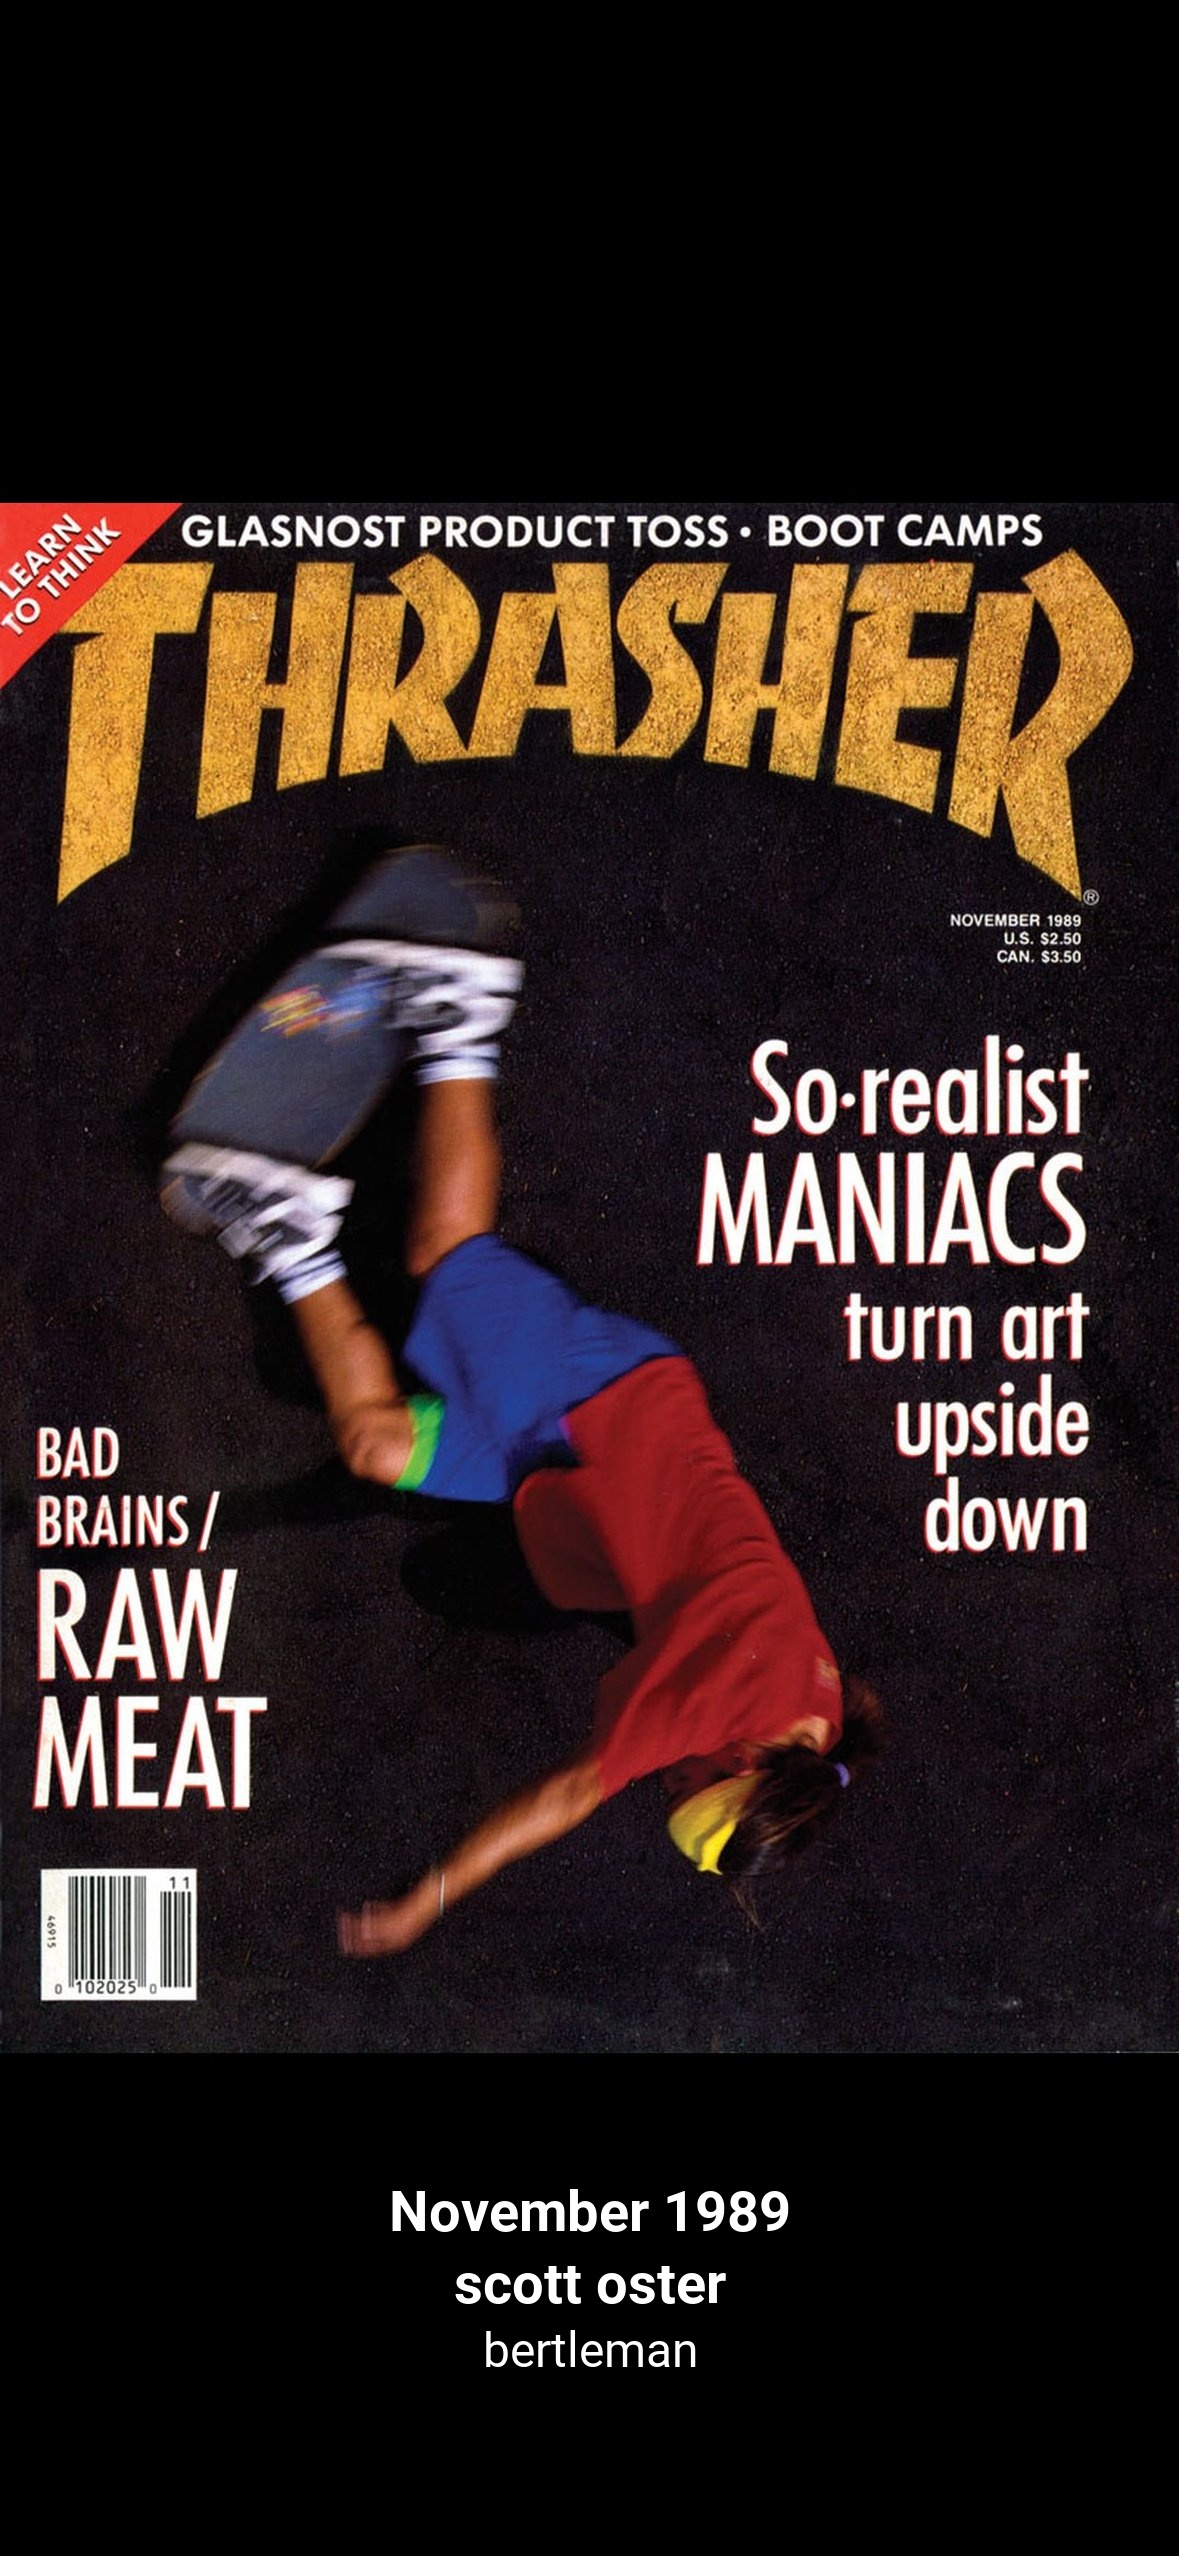 LEARN
TO THINK
GLASNOST PRODUCT TOSS • BOOT CAMPS
THRASHER
®
NOVEMBER 1989
U.S. $2.50
CAN. $3.50
So•realist
MANIACS
turn art
upside
down
BAD
BRAINS /
RAW
MEAT
11
46915
0 102025 0
November 1989
scott oster
bertleman